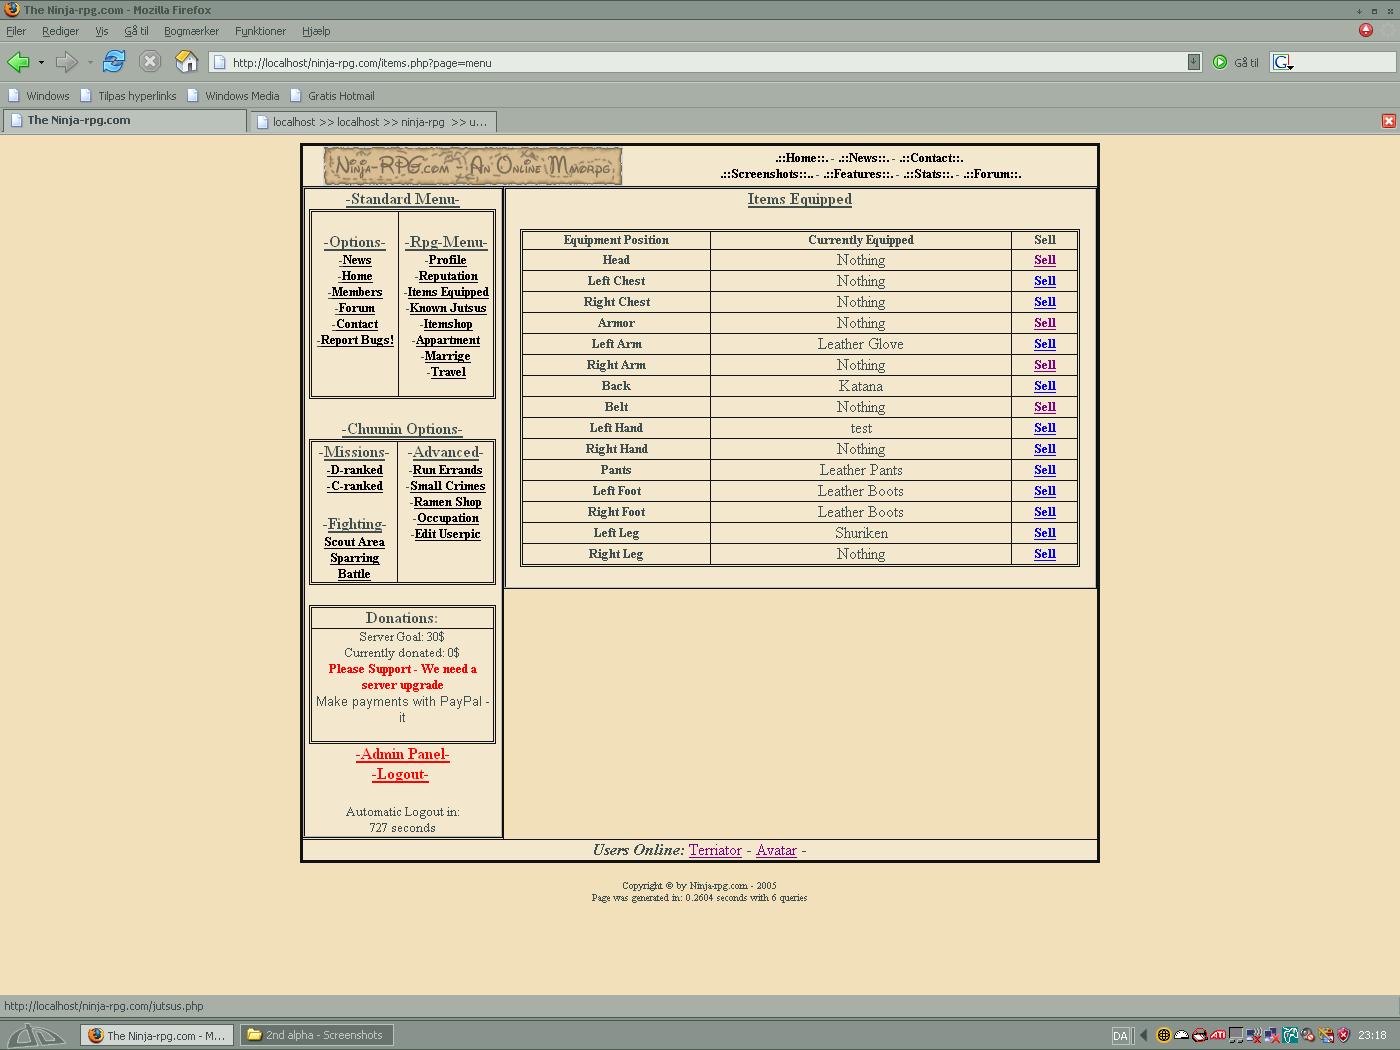 The Ninja-rpg.com - Mozilla Firefox
Filer Rediger Vis Gå til Bogmærker Funktioner Hjælp
http://localhost/ninja-rpg.com/items.php?page=menu
Gå til
G
Windows Tilpas hyperlinks Windows Media Gratis Hotmail
The Ninja-rpg.com
localhost >> localhost >> ninja-rpg >> u...
Ninja-RPG.com - An Online Mmorpg
.::Home::. - .::News::. - .::Contact::.
.::Screenshots::.. - .::Features::. - .::Stats::. - .::Forum::.
-Standard Menu-
-Options-
-News
-Home
-Members
-Forum
-Contact
-Report Bugs!
-Rpg-Menu-
-Profile
-Reputation
-Items Equipped
-Known Jutsus
-Itemshop
-Appartment
-Marrige
-Travel
-Chuunin Options-
-Missions-
-D-ranked
-C-ranked
-Fighting-
Scout Area
Sparring
Battle
-Advanced-
-Run Errands
-Small Crimes
-Ramen Shop
-Occupation
-Edit Userpic
Donations:
Server Goal: 30$
Currently donated: 0$
Please Support - We need a
server upgrade
Make payments with PayPal -
it
-Admin Panel-
-Logout-
Automatic Logout in:
727 seconds
Items Equipped
Equipment Position Currently Equipped Sell
Head Nothing Sell
Left Chest Nothing Sell
Right Chest Nothing Sell
Armor Nothing Sell
Left Arm Leather Glove Sell
Right Arm Nothing Sell
Back Katana Sell
Belt Nothing Sell
Left Hand test Sell
Right Hand Nothing Sell
Pants Leather Pants Sell
Left Foot Leather Boots Sell
Right Foot Leather Boots Sell
Left Leg Shuriken Sell
Right Leg Nothing Sell
Users Online: Terriator - Avatar -
Copyright © by Ninja-rpg.com - 2005
Page was generated in: 0.2604 seconds with 6 queries
http://localhost/ninja-rpg.com/jutsus.php
The Ninja-rpg.com - M...
2nd alpha - Screenshots
DA
ATI
23:18